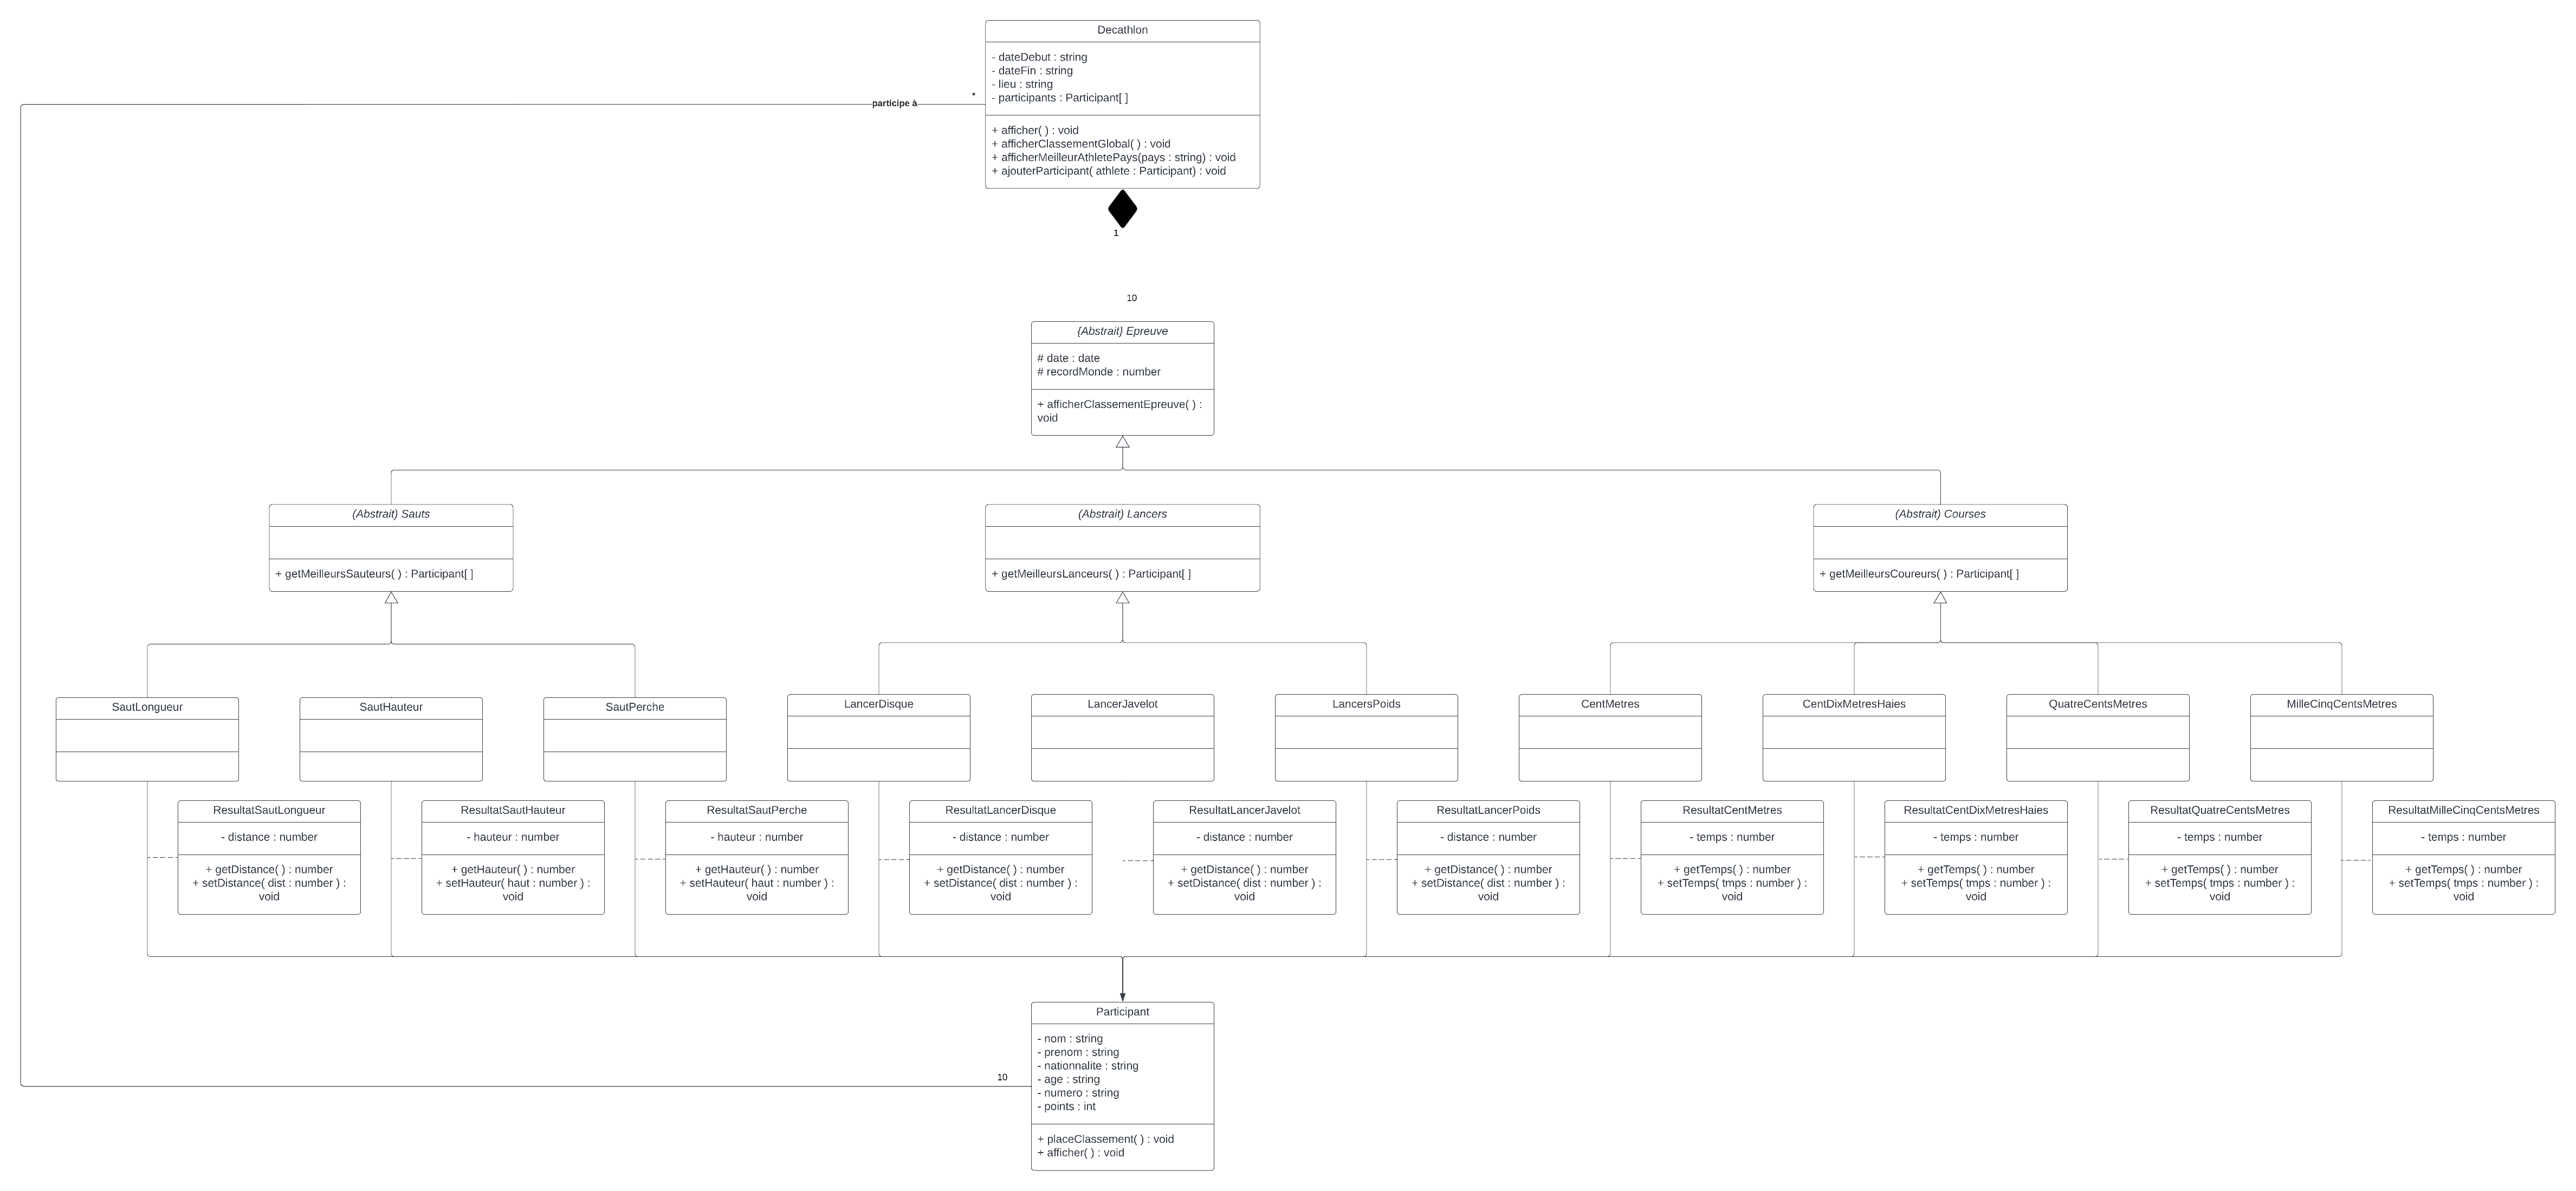 Decathlon
- dateDebut : string
- dateFin : string
- lieu : string
- participants : Participant[ ]
participe à
*
+ afficher( ) : void
+ afficherClassementGlobal( ) : void
+ afficherMeilleurAthletePays(pays : string) : void
+ ajouterParticipant( athlete : Participant) : void
1
10
{Abstrait} Epreuve
# date : date
# recordMonde : number
+ afficherClassementEpreuve( ) :
void
(Abstrait) Sauts
+ getMeilleursSauteurs( ) : Participant[ ]
(Abstrait) Lancers
+ getMeilleursLanceurs( ) : Participant[ ]
(Abstrait) Courses
+ getMeilleursCoureurs( ) : Participant[ ]
SautLongueur
SautHauteur
SautPerche
LancerDisque
LancerJavelot
LancersPoids
CentMetres
CentDixMetresHaies
QuatreCentsMetres
MilleCinqCentsMetres
ResultatSautLongueur
- distance : number
+ getDistance( ) : number
+ setDistance( dist : number ) :
void
ResultatSautHauteur
- hauteur : number
+ getHauteur( ) : number
+ setHauteur( haut : number ) :
void
ResultatSautPerche
- hauteur : number
+ getHauteur( ) : number
+ setHauteur( haut : number ) :
void
ResultatLancerDisque
- distance : number
+ getDistance( ) : number
+ setDistance( dist : number ) :
void
ResultatLancerJavelot
- distance : number
+ getDistance( ) : number
+ setDistance( dist : number ) :
void
ResultatLancerPoids
- distance : number
+ getDistance( ) : number
+ setDistance( dist : number ) :
void
ResultatCentMetres
- temps : number
+ getTemps( ) : number
+ setTemps( tmps : number ) :
void
ResultatCentDixMetresHaies
- temps : number
+ getTemps( ) : number
+ setTemps( tmps : number ) :
void
ResultatQuatreCentsMetres
- temps : number
+ getTemps( ) : number
+ setTemps( tmps : number ) :
void
ResultatMilleCinqCentsMetres
- temps : number
+ getTemps( ) : number
+ setTemps( tmps : number ) :
void
Participant
- nom : string
- prenom : string
- nationnalite : string
- age : string
- numero : string
- points : int
10
+ placeClassement( ) : void
+ afficher( ) : void